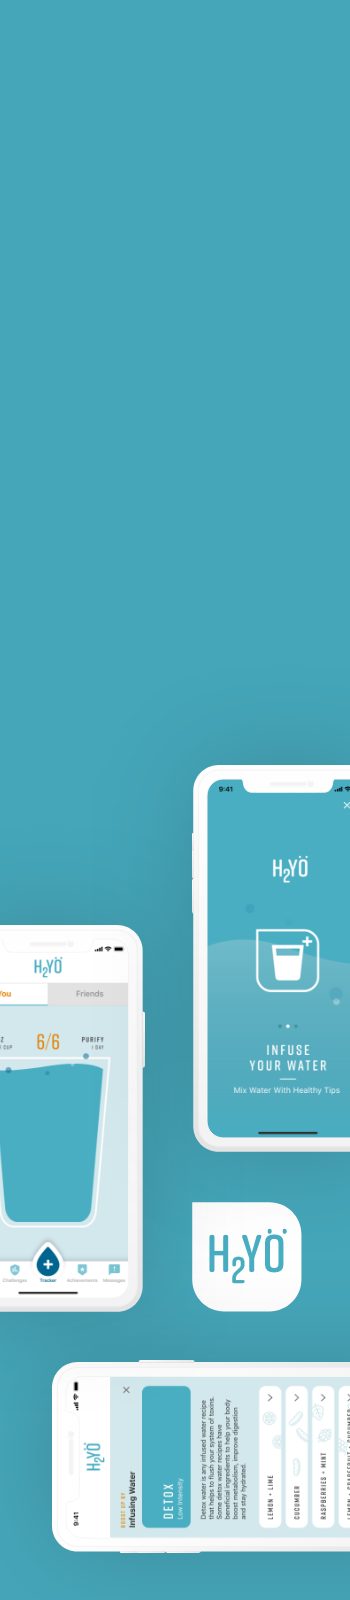 9:41
H2YÖ
INFUSE
YOUR WATER
Mix Water With Healthy Tips
H2YÖ
You
Friends
6/6
PURIFY
1 DAY
CUP
Challenges
Tracker
Achievements
Messages
H2YÖ
9:41
H2YÖ
Infusing Water
DETOX
Low Intensity
Detox water is any infused water recipe
that helps to flush your system of toxins.
Some detox water recipes have
beneficial ingredients to help your body
boost metabolism, improve digestion
and stay hydrated.
LEMON + LIME
CUCUMBER
RASPBERRIES + MINT
LEMON + GRAPEFRUIT + CUCUMBER